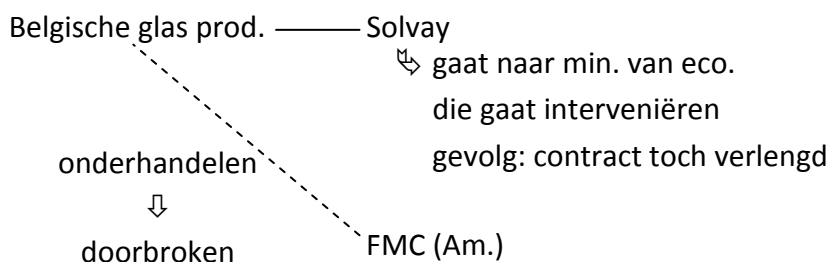 Belgische glas prod. Solvay
gaat naar min. van eco.
die gaat interveniëren
gevolg: contract toch verlengd
onderhandelen
doorbroken
FMC (Am.)